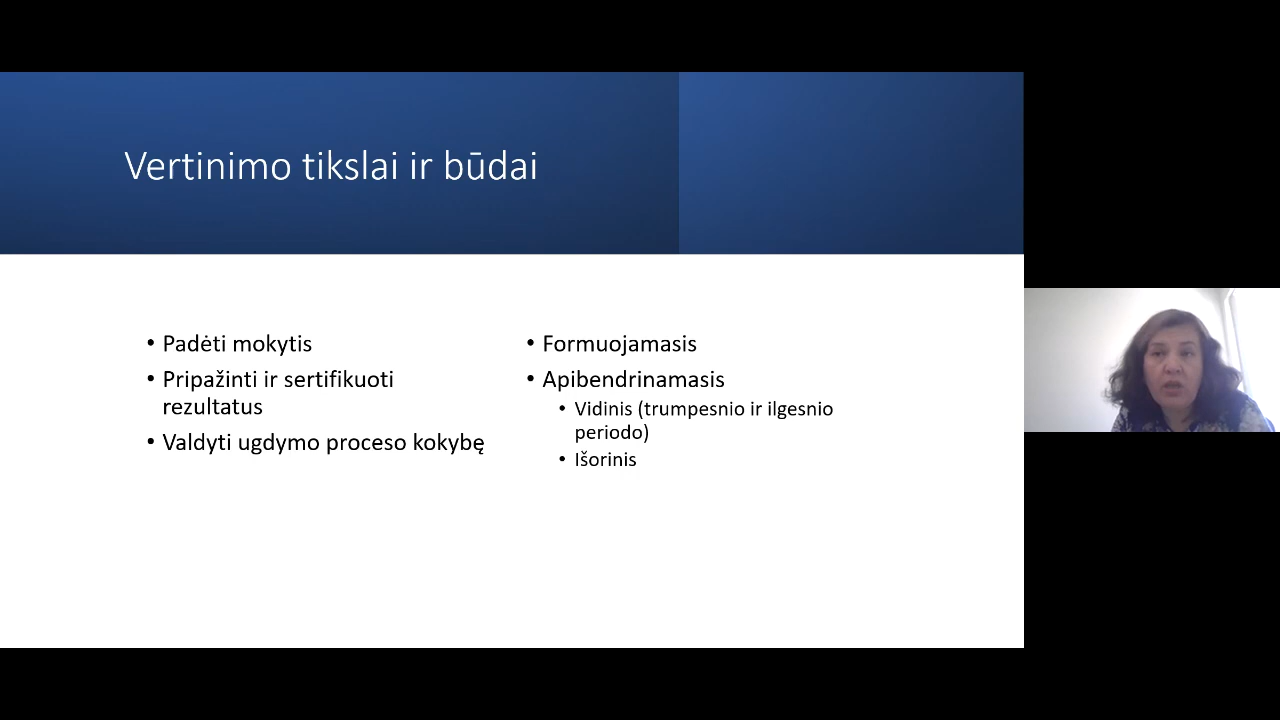 Vertinimo tikslai ir būdai
• Padėti mokytis
• Pripažinti ir sertifikuoti
rezultatus
• Valdyti ugdymo proceso kokybę
• Formuojamasis
• Apibendrinamasis
• Vidinis (trumpesnio ir ilgesnio
periodo)
• Išorinis